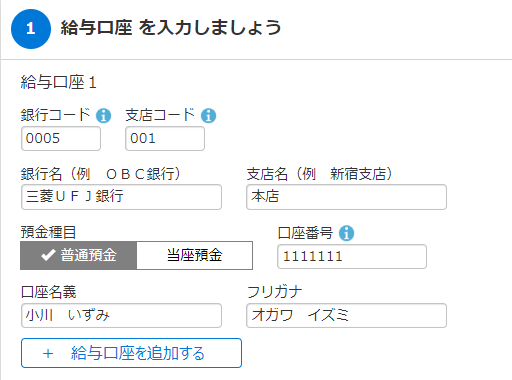 1 給与口座 を入力しましょう
給与口座１
銀行コード 支店コード
0005 001
銀行名（例　ＯＢＣ銀行） 支店名（例　新宿支店）
三菱ＵＦＪ銀行 本店
預金種目 口座番号
普通預金 当座預金 1111111
口座名義 フリガナ
小川　いずみ オガワ　イズミ
＋　給与口座を追加する